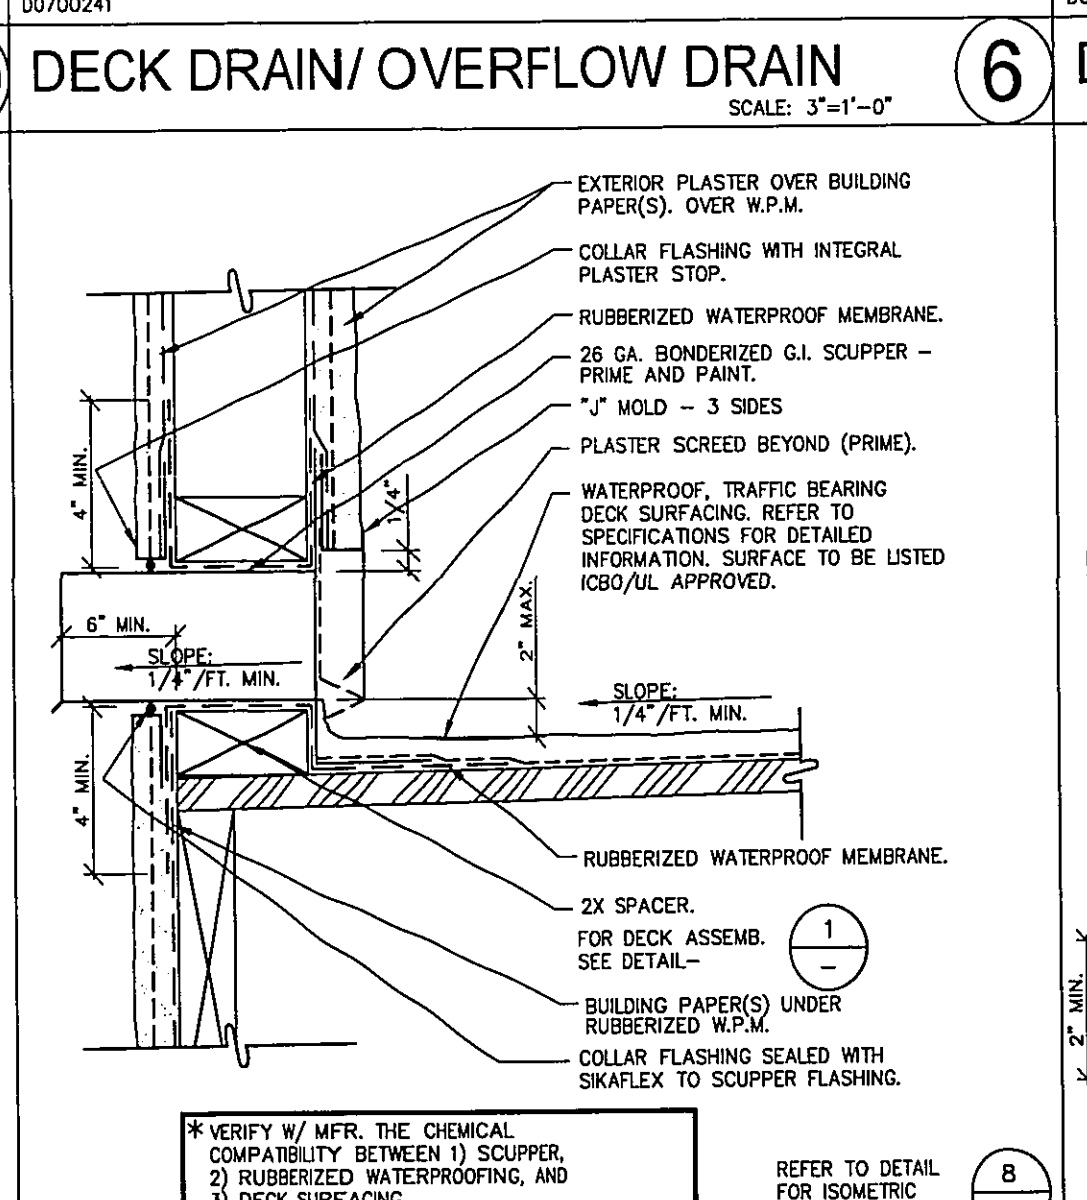 D0700241
DECK DRAIN/ OVERFLOW DRAIN
SCALE: 3"=1'-0"
6
EXTERIOR PLASTER OVER BUILDING
PAPER(S). OVER W.P.M.
COLLAR FLASHING WITH INTEGRAL
PLASTER STOP.
RUBBERIZED WATERPROOF MEMBRANE.
26 GA. BONDERIZED G.I. SCUPPER –
PRIME AND PAINT.
"J" MOLD – 3 SIDES
PLASTER SCREED BEYOND (PRIME).
WATERPROOF, TRAFFIC BEARING
DECK SURFACING. REFER TO
SPECIFICATIONS FOR DETAILED
INFORMATION. SURFACE TO BE LISTED
ICBO/UL APPROVED.
4" MIN.
1/4"
6" MIN.
SLOPE:
1/4"/FT. MIN.
2" MAX.
SLOPE:
1/4"/FT. MIN.
4" MIN.
RUBBERIZED WATERPROOF MEMBRANE.
2X SPACER.
FOR DECK ASSEMB.
SEE DETAIL–
1
–
BUILDING PAPER(S) UNDER
RUBBERIZED W.P.M.
COLLAR FLASHING SEALED WITH
SIKAFLEX TO SCUPPER FLASHING.
2" MIN.
* VERIFY W/ MFR. THE CHEMICAL
COMPATIBILITY BETWEEN 1) SCUPPER,
2) RUBBERIZED WATERPROOFING, AND
3) DECK SURFACING
REFER TO DETAIL
FOR ISOMETRIC
8